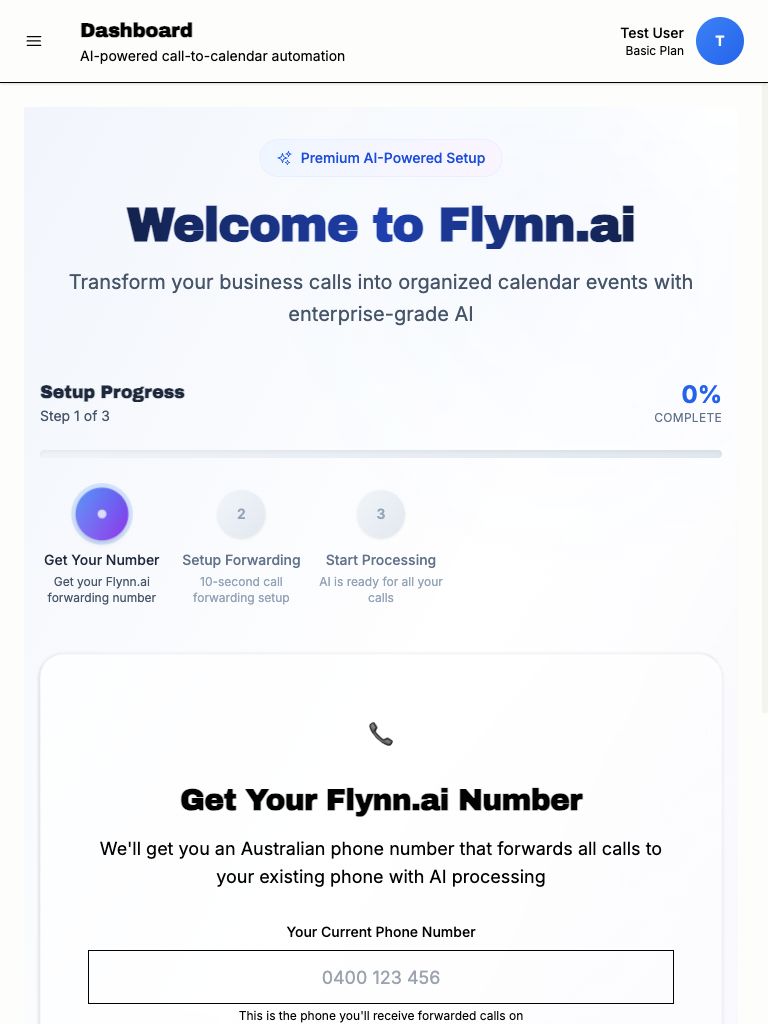 Dashboard
AI-powered call-to-calendar automation
Test User
Basic Plan
T
Premium AI-Powered Setup
Welcome to Flynn.ai
Transform your business calls into organized calendar events with
enterprise-grade AI
Setup Progress
Step 1 of 3
0%
COMPLETE
2
3
Get Your Number
Setup Forwarding
Start Processing
Get your Flynn.ai
forwarding number
10-second call
forwarding setup
AI is ready for all your
calls
Get Your Flynn.ai Number
We'll get you an Australian phone number that forwards all calls to
your existing phone with AI processing
Your Current Phone Number
0400 123 456
This is the phone you'll receive forwarded calls on